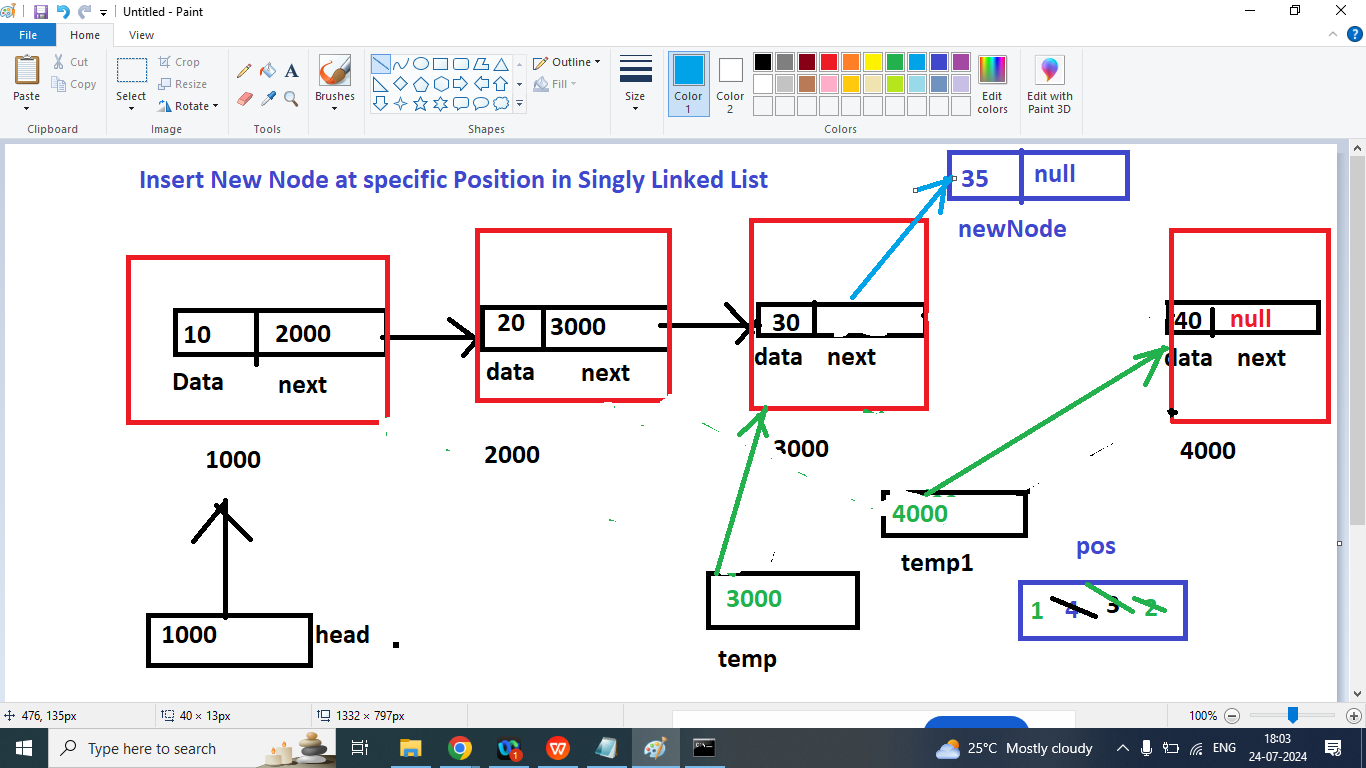 Untitled - Paint
File Home View
Paste Cut Copy Clipboard
Select Crop Resize Rotate Image
Tools
Brushes
Shapes
Outline Fill
Size
Color 1 Color 2 Colors
Edit colors
Edit with Paint 3D
Insert New Node at specific Position in Singly Linked List
35 null
newNode
10 2000
Data next
1000
20 3000
data next
2000
30
data next
3000
40 null
data next
4000
1000 head
3000
temp
4000
temp1
pos
1 4 3 2
476, 135px 40 × 13px 1332 × 797px 100%
Type here to search
1
25°C Mostly cloudy
ENG
18:03
24-07-2024